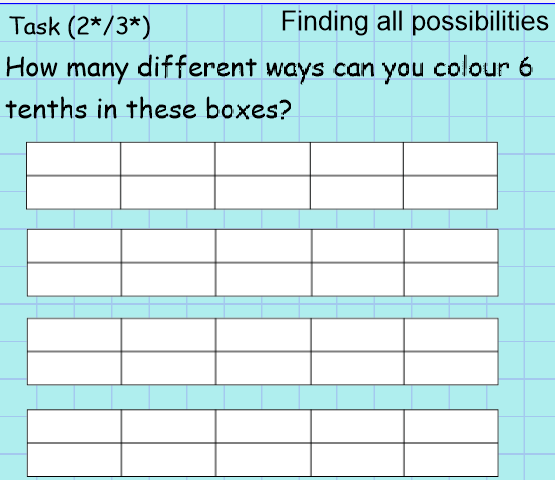 Task (2*/3*) Finding all possibilities
How many different ways can you colour 6
tenths in these boxes?